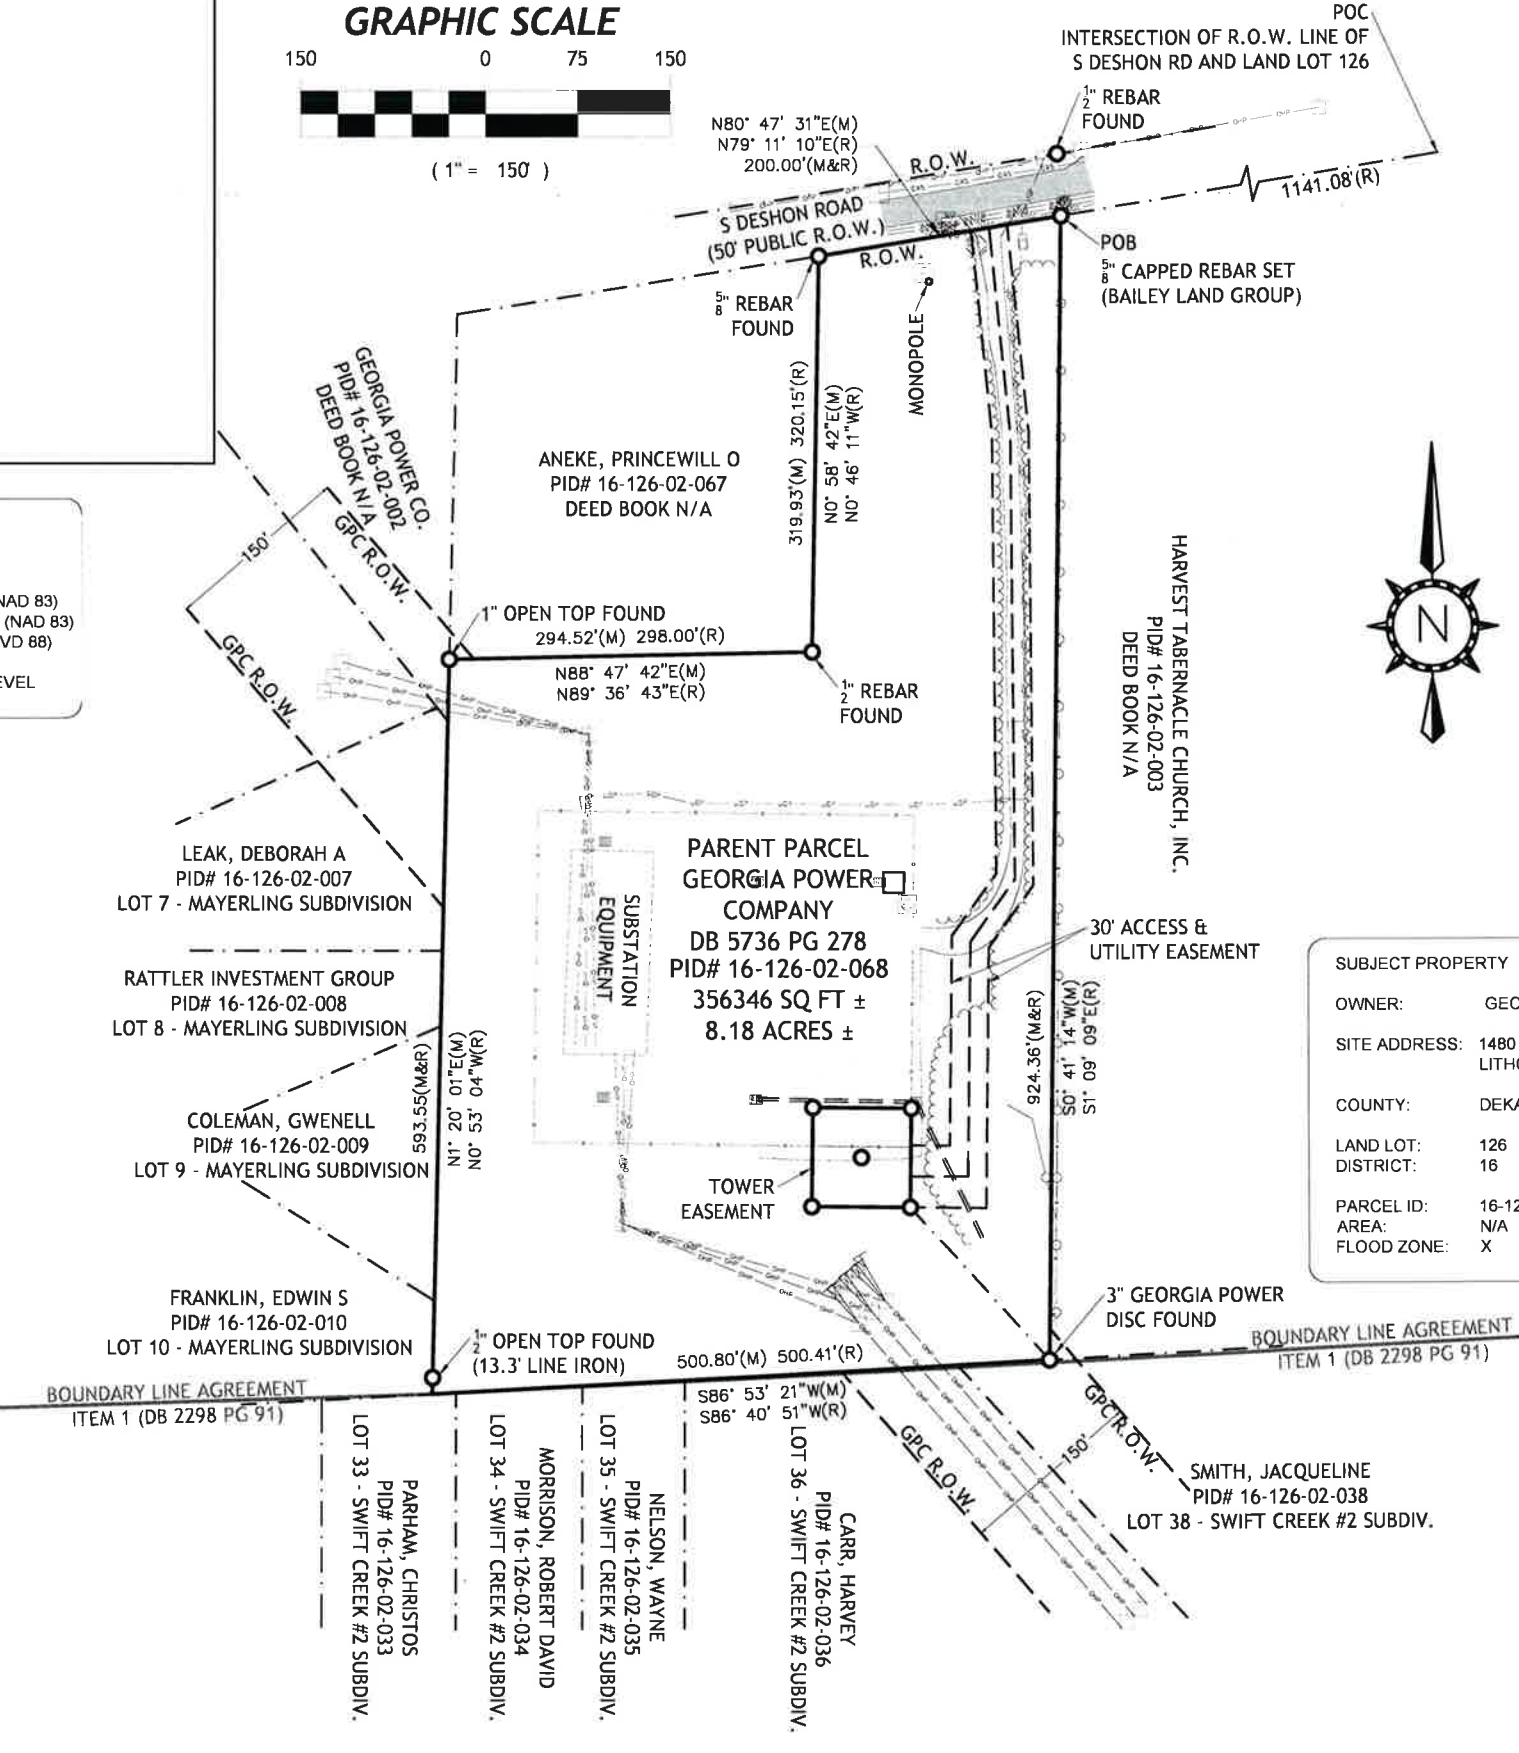 GRAPHIC SCALE
150 0 75 150
( 1" = 150' )
POC
INTERSECTION OF R.O.W. LINE OF
S DESHON RD AND LAND LOT 126
1/2" REBAR
FOUND
N80° 47' 31"E(M)
N79° 11' 10"E(R)
200.00'(M&R)
R.O.W.
S DESHON ROAD
(50' PUBLIC R.O.W.)
R.O.W.
1141.08'(R)
POB
5/8" CAPPED REBAR SET
(BAILEY LAND GROUP)
5/8" REBAR
FOUND
MONOPOLE
GEORGIA POWER CO.
PID# 16-126-02-002
DEED BOOK N/A
GPC R.O.W.
150'
GPC R.O.W.
ANEKE, PRINCEWILL O
PID# 16-126-02-067
DEED BOOK N/A
319.93'(M) 320.15'(R)
N0° 58' 42"E(M)
N0° 46' 11"W(R)
NAD 83)
(NAD 83)
VD 88)
EVEL
1" OPEN TOP FOUND
294.52'(M) 298.00'(R)
N88° 47' 42"E(M)
N89° 36' 43"E(R)
1/2" REBAR
FOUND
HARVEST TABERNACLE CHURCH, INC.
PID# 16-126-02-003
DEED BOOK N/A
N
LEAK, DEBORAH A
PID# 16-126-02-007
LOT 7 - MAYERLING SUBDIVISION
RATTLER INVESTMENT GROUP
PID# 16-126-02-008
LOT 8 - MAYERLING SUBDIVISION
COLEMAN, GWENELL
PID# 16-126-02-009
LOT 9 - MAYERLING SUBDIVISION
FRANKLIN, EDWIN S
PID# 16-126-02-010
LOT 10 - MAYERLING SUBDIVISION
593.55(M&R)
N1° 20' 01"E(M)
N0° 53' 04"W(R)
SUBSTATION
EQUIPMENT
PARENT PARCEL
GEORGIA POWER
COMPANY
DB 5736 PG 278
PID# 16-126-02-068
356346 SQ FT ±
8.18 ACRES ±
30' ACCESS &
UTILITY EASEMENT
924.36'(M&R)
S0° 41' 14"W(M)
S1° 09' 09"E(R)
TOWER
EASEMENT
SUBJECT PROPERTY
OWNER: GEO
SITE ADDRESS: 1480
LITH
COUNTY: DEKA
LAND LOT: 126
DISTRICT: 16
PARCEL ID: 16-12
AREA: N/A
FLOOD ZONE: X
3" GEORGIA POWER
DISC FOUND
BOUNDARY LINE AGREEMENT
ITEM 1 (DB 2298 PG 91)
1/2" OPEN TOP FOUND
(13.3' LINE IRON)
500.80'(M) 500.41'(R)
S86° 53' 21"W(M)
S86° 40' 51"W(R)
BOUNDARY LINE AGREEMENT
ITEM 1 (DB 2298 PG 91)
PARHAM, CHRISTOS
PID# 16-126-02-033
LOT 33 - SWIFT CREEK #2 SUBDIV.
MORRISON, ROBERT DAVID
PID# 16-126-02-034
LOT 34 - SWIFT CREEK #2 SUBDIV.
NELSON, WAYNE
PID# 16-126-02-035
LOT 35 - SWIFT CREEK #2 SUBDIV.
CARR, HARVEY
PID# 16-126-02-036
LOT 36 - SWIFT CREEK #2 SUBDIV.
GPC R.O.W.
150'
GPC R.O.W.
SMITH, JACQUELINE
PID# 16-126-02-038
LOT 38 - SWIFT CREEK #2 SUBDIV.